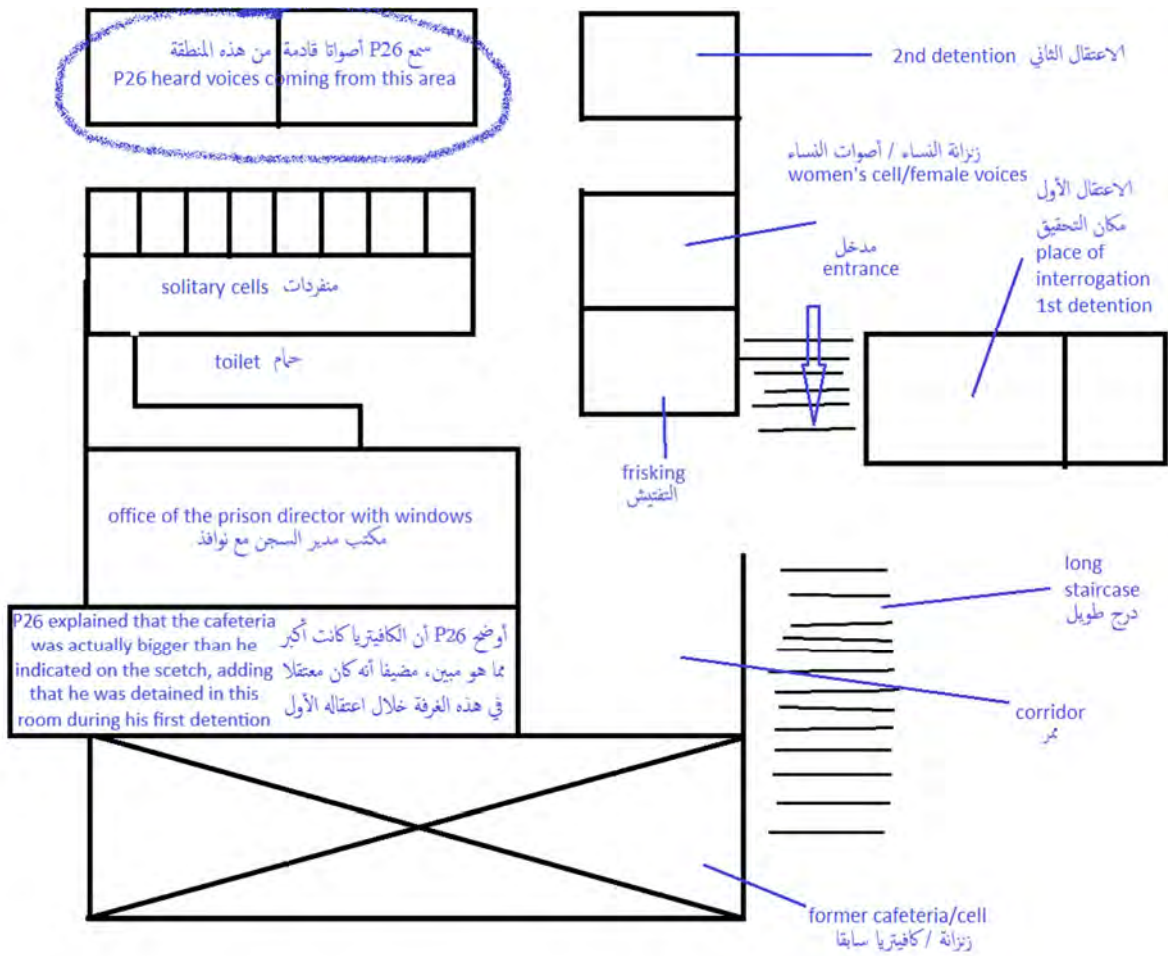 سمع P26 أصواتا قادمة من هذه المنطقة
P26 heard voices coming from this area
2nd detention الاعتقال الثاني
زنزانة النساء / أصوات النساء
women's cell/female voices
الاعتقال الأول
مكان التحقيق
place of
interrogation
1st detention
مدخل
entrance
solitary cells منفردات
toilet حمام
frisking
التفتيش
office of the prison director with windows
مكتب مدير السجن مع نوافذ
long
staircase
درج طويل
P26 explained that the cafeteria
was actually bigger than he
indicated on the scetch, adding
that he was detained in this
room during his first detention
أوضح P26 أن الكافيتريا كانت أكبر
مما هو مبين، مضيفا أنه كان معتقلا
في هذه الغرفة خلال اعتقاله الأول
corridor
ممر
former cafeteria/cell
زنزانة / كافيتريا سابقا